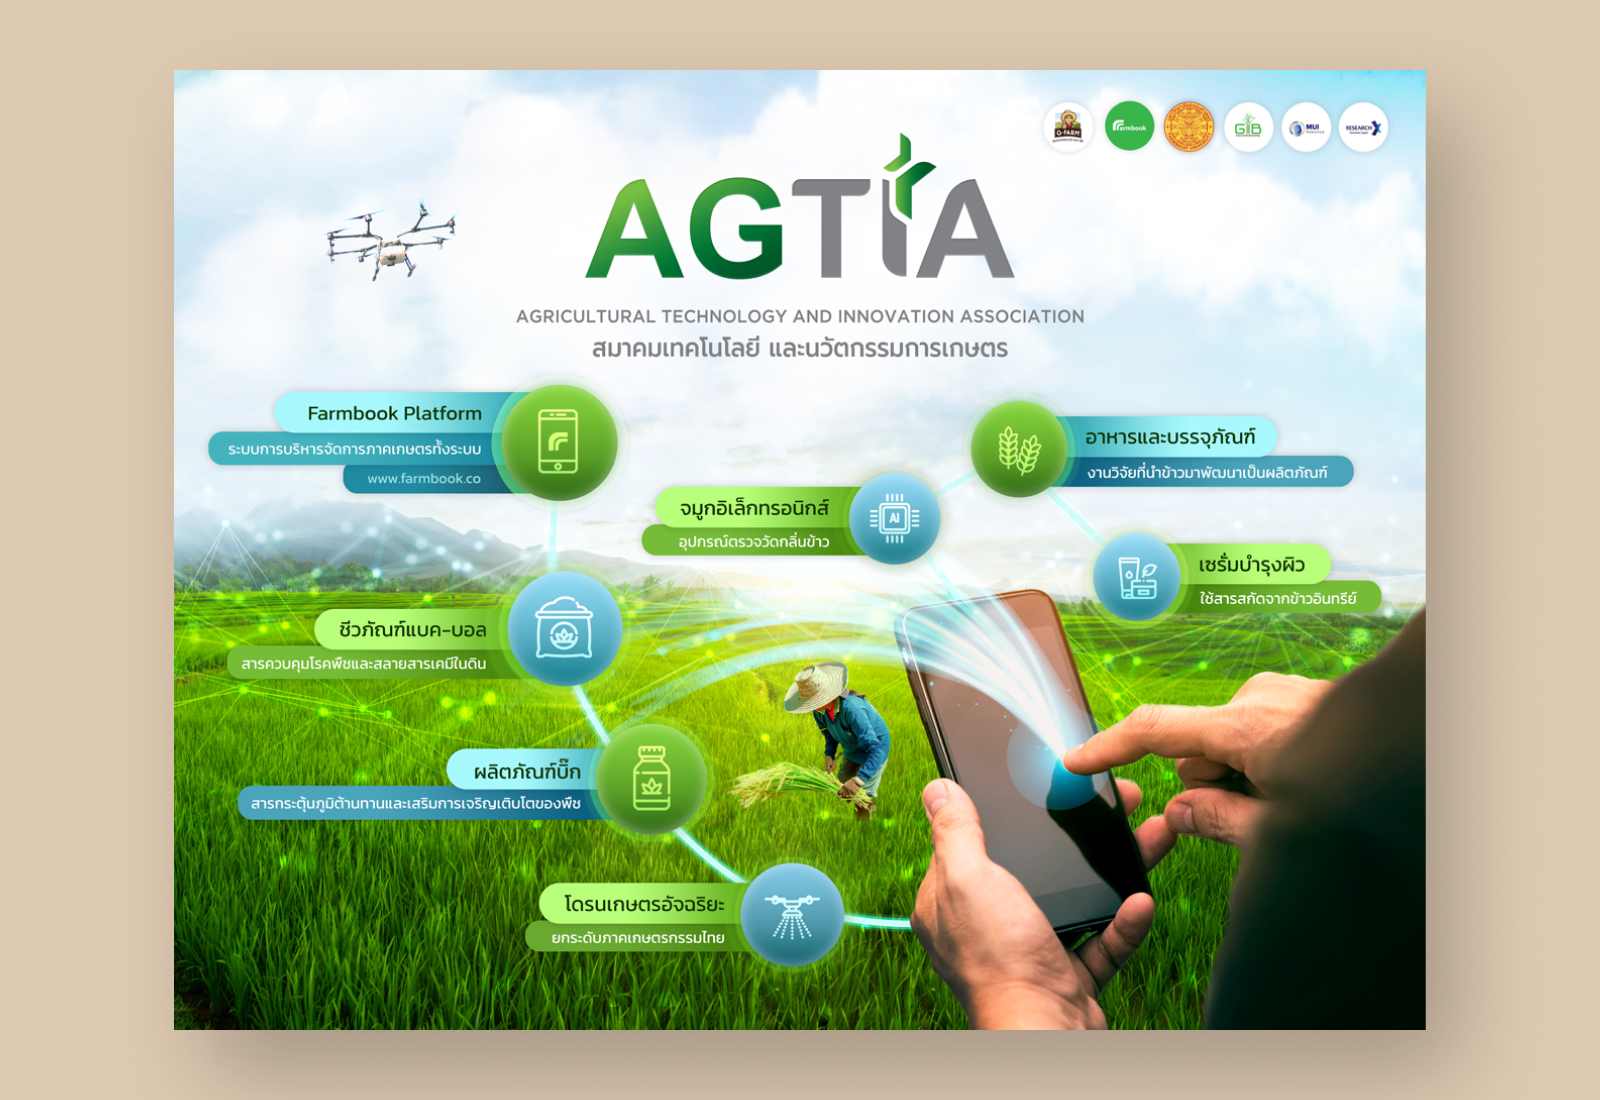 O-FARM
farmbook
GIB
MUI
RESEARCH X
AGTIA
AGRICULTURAL TECHNOLOGY AND INNOVATION ASSOCIATION
สมาคมเทคโนโลยี และนวัตกรรมการเกษตร
Farmbook Platform
ระบบการบริหารจัดการภาคเกษตรทั้งระบบ
www.farmbook.co
อาหารและบรรจุภัณฑ์
งานวิจัยที่นำข้าวมาพัฒนาเป็นผลิตภัณฑ์
จมูกอิเล็กทรอนิกส์
อุปกรณ์ตรวจวัดกลิ่นข้าว
AI
เซรั่มบำรุงผิว
ใช้สารสกัดจากข้าวอินทรีย์
ชีวภัณฑ์แบค-บอล
สารควบคุมโรคพืชและสลายสารเคมีในดิน
ผลิตภัณฑ์บิ๊ก
สารกระตุ้นภูมิต้านทานและเสริมการเจริญเติบโตของพืช
โดรนเกษตรอัจฉริยะ
ยกระดับภาคเกษตรกรรมไทย